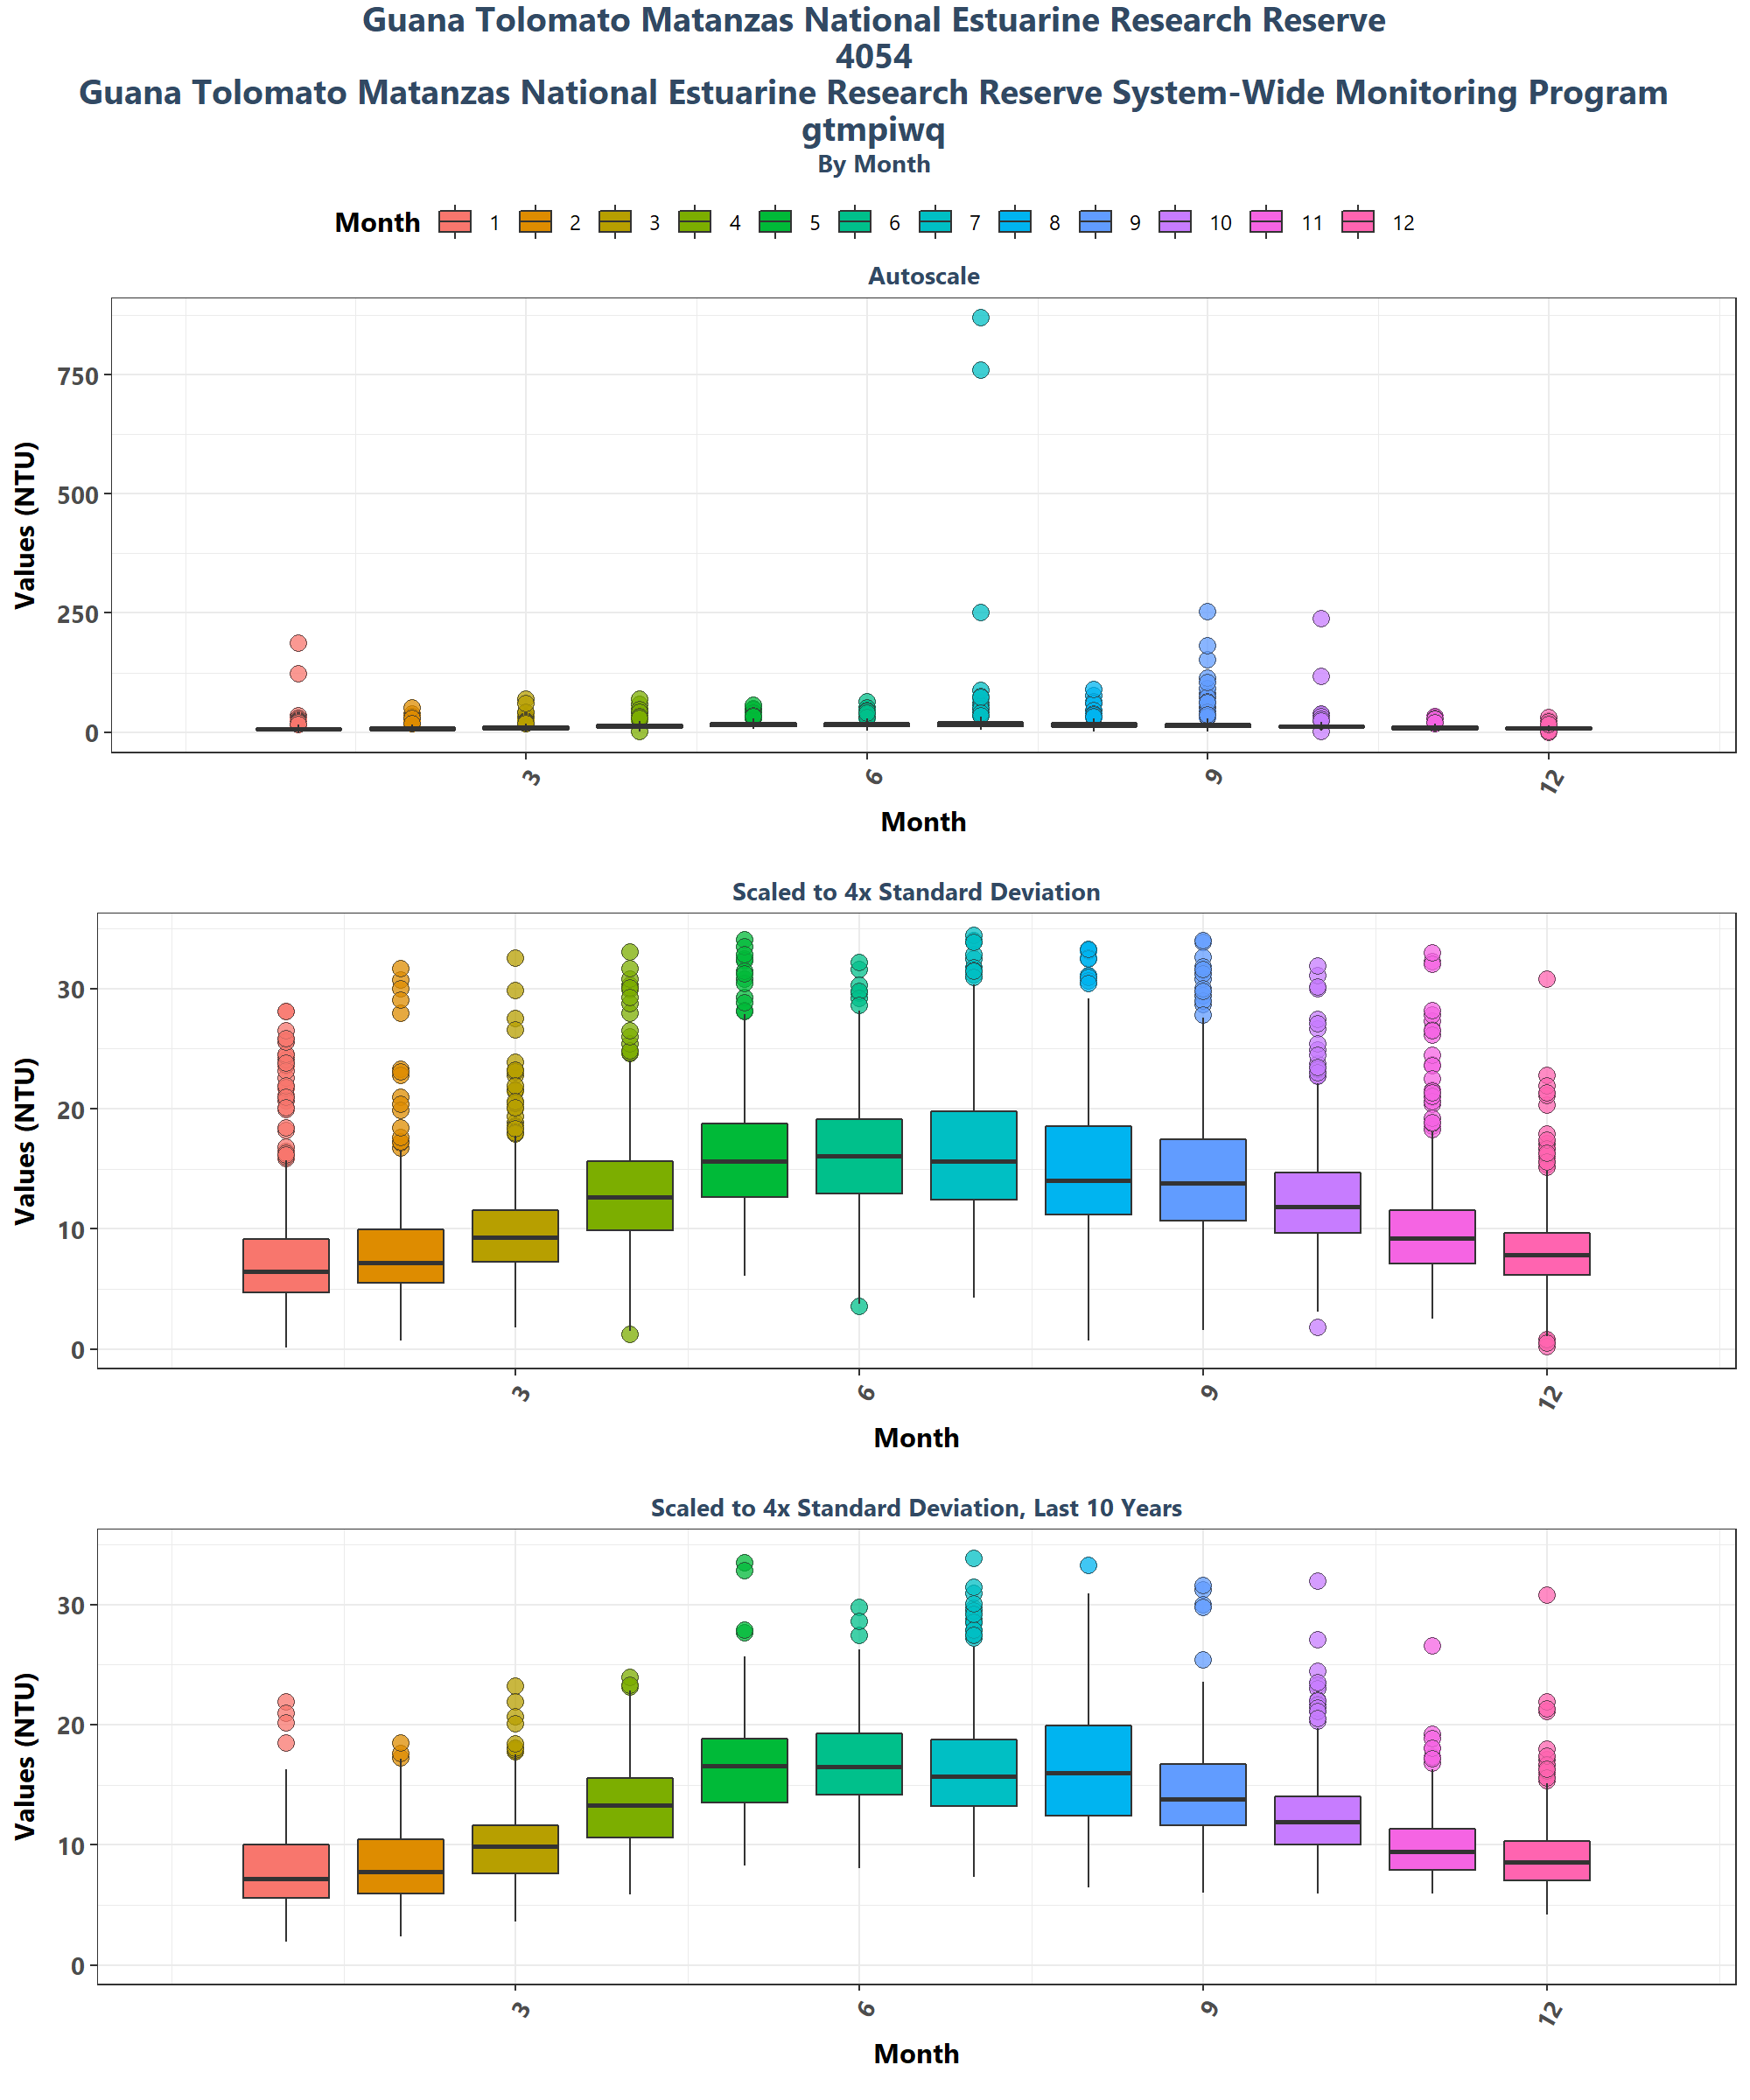 Guana Tolomato Matanzas National Estuarine Research Reserve
4054
Guana Tolomato Matanzas National Estuarine Research Reserve System-Wide Monitoring Program
gtmpiwq
By Month
Month 1 2 3 4 5 6 7 8 9 10 11 12
Autoscale
Values (NTU)
750
500
250
0
3 6 9 12
Month
Scaled to 4x Standard Deviation
Values (NTU)
30
20
10
0
3 6 9 12
Month
Scaled to 4x Standard Deviation, Last 10 Years
Values (NTU)
30
20
10
0
3 6 9 12
Month